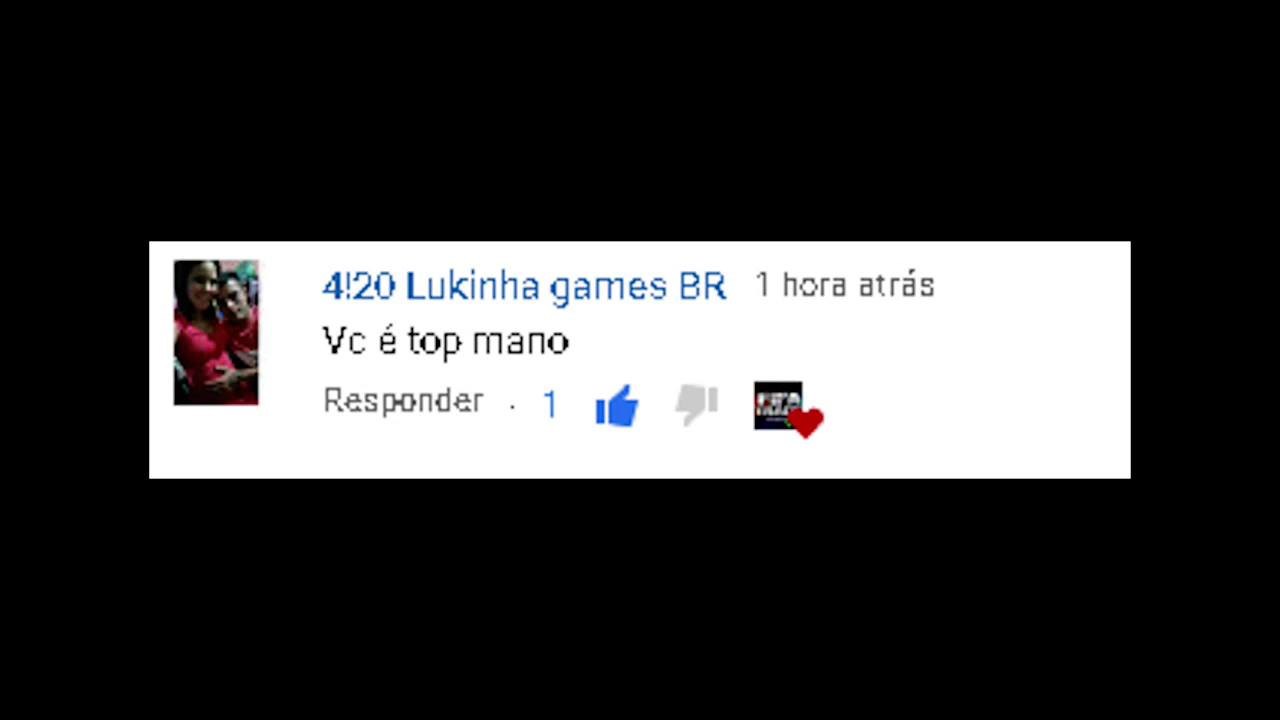 4!20 Lukinha games BR 1 hora atrás
Vc é top mano
Responder · 1